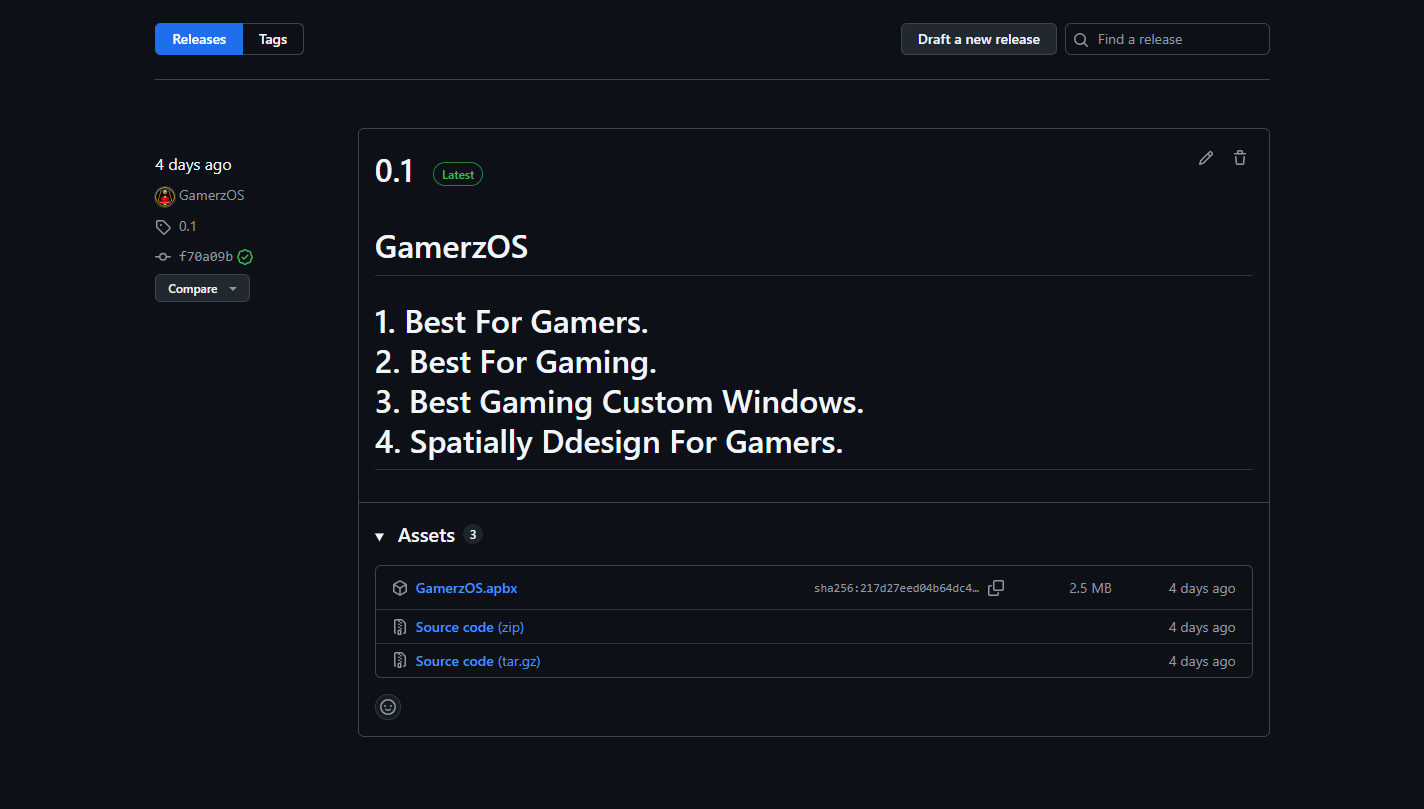 Releases
Tags
Draft a new release
Find a release
4 days ago
GamerzOS
0.1
f70a09b
Compare
0.1
Latest
GamerzOS
1. Best For Gamers.
2. Best For Gaming.
3. Best Gaming Custom Windows.
4. Spatially Ddesign For Gamers.
Assets 3
GamerzOS.apbx sha256:217d27eed04b64dc4… 2.5 MB 4 days ago
Source code (zip) 4 days ago
Source code (tar.gz) 4 days ago